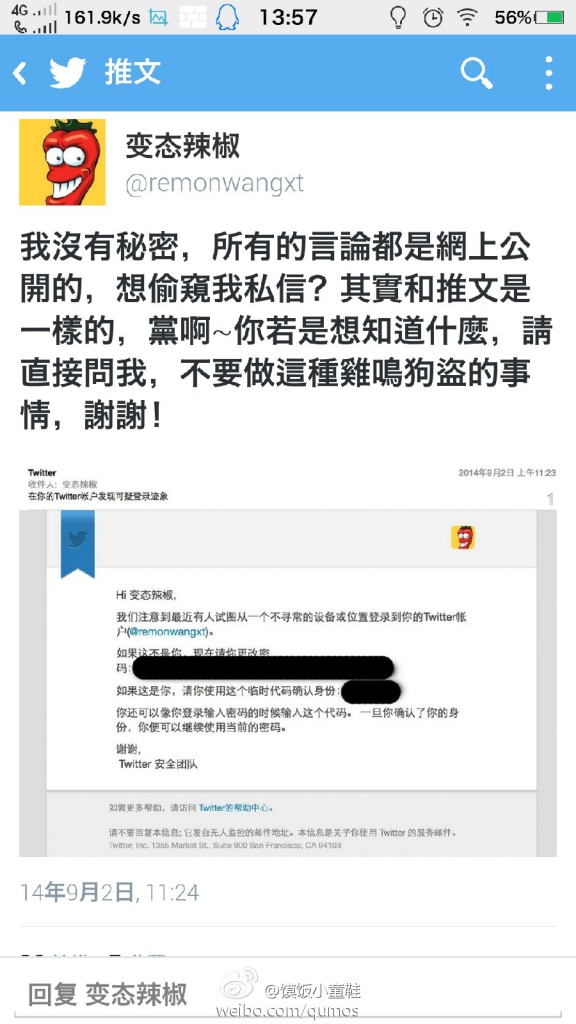 4G 161.9k/s 13:57 56%
推文
变态辣椒
@remonwangxt
我沒有秘密，所有的言論都是網上公
開的，想偷窺我私信？其實和推文是
一樣的，黨啊~你若是想知道什麼，請
直接問我，不要做這種雞鳴狗盜的事
情，謝謝！
Twitter 2014年9月2日 上午11:23
收件人：变态辣椒
在你的Twitter帐户发现可疑登录迹象 1
Hi 变态辣椒,
我们注意到最近有人试图从一个不寻常的设备或位置登录到你的Twitter帐
户(@remonwangxt)。
如果这不是你，现在请你更改密
码:
如果这是你，请你使用这个临时代码确认身份:
你还可以像你登录输入密码的时候输入这个代码。一旦你确认了你的身
份，你便可以继续使用当前的密码。
谢谢,
Twitter 安全团队
如需更多帮助，请访问 Twitter的帮助中心。
请不要回复本信息; 它发自无人监控的邮件地址。本信息是关于你使用 Twitter 的服务邮件。
Twitter, Inc. 1355 Market St., Suite 900 San Francisco, CA 94103
14年9月2日, 11:24
回复 变态辣椒
@馍饭小童鞋
weibo.com/qumos